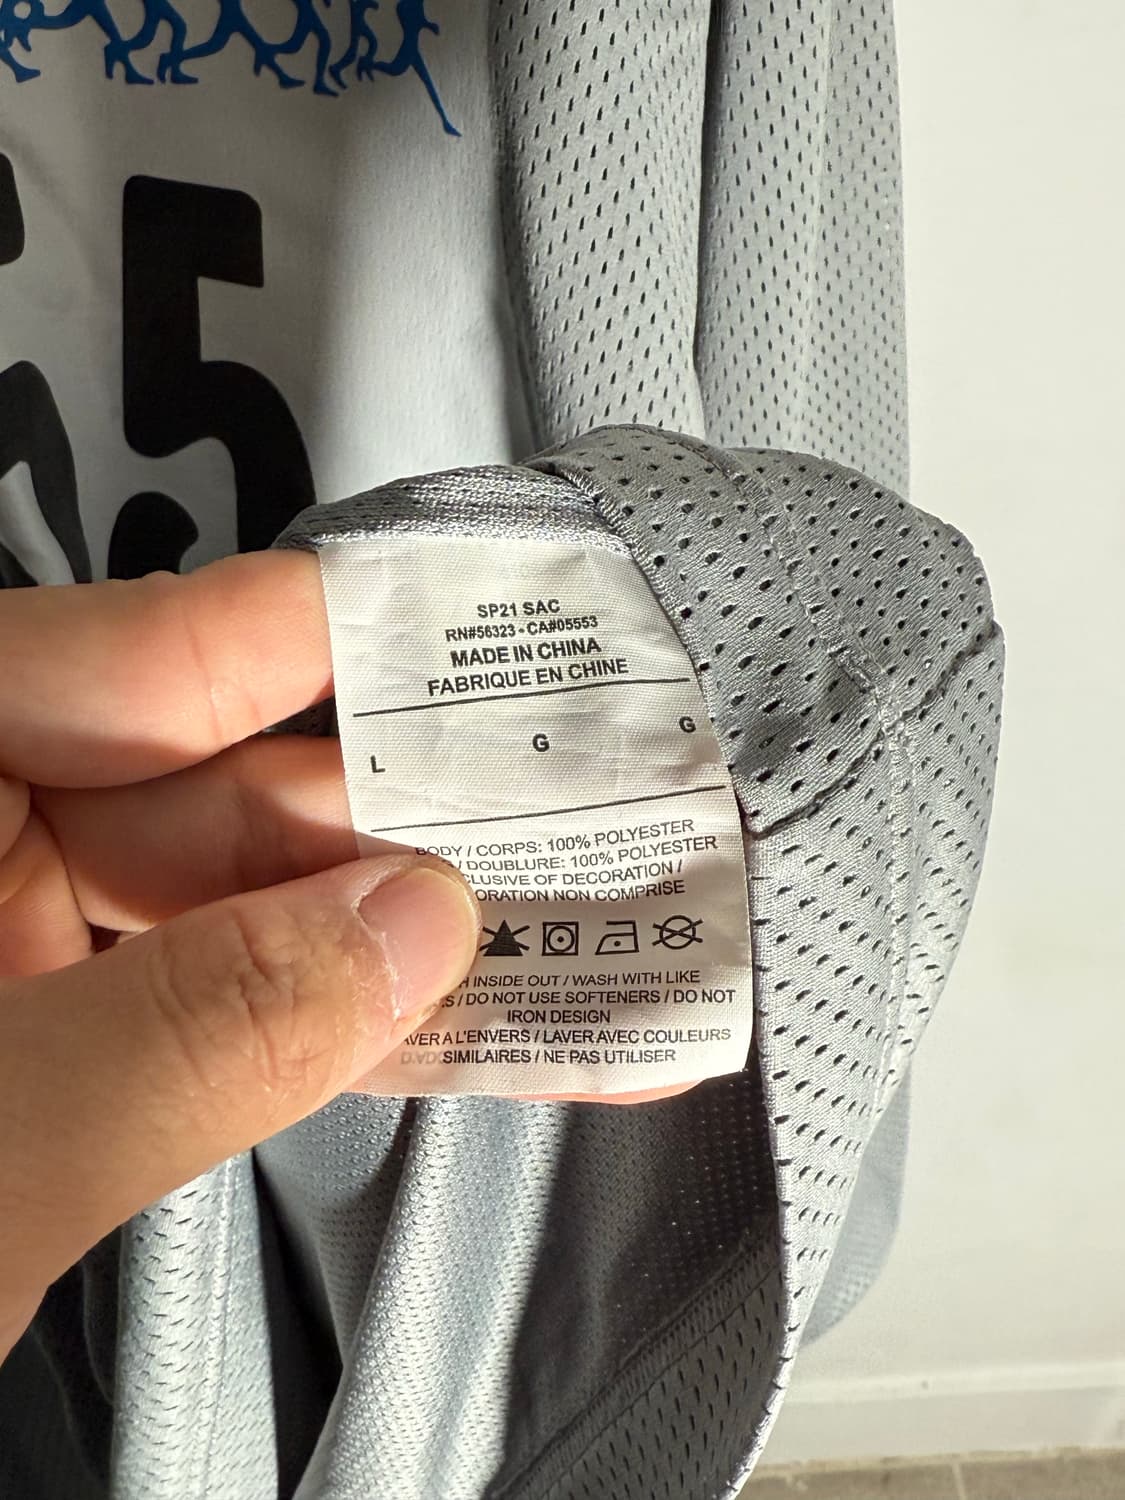 5
SP21 SAC
RN#56323 - CA#05553
MADE IN CHINA
FABRIQUE EN CHINE
L G G
BODY / CORPS: 100% POLYESTER
/ DOUBLURE: 100% POLYESTER
CLUSIVE OF DECORATION /
ORATION NON COMPRISE
H INSIDE OUT / WASH WITH LIKE
S / DO NOT USE SOFTENERS / DO NOT
IRON DESIGN
AVER A L'ENVERS / LAVER AVEC COULEURS
SIMILAIRES / NE PAS UTILISER